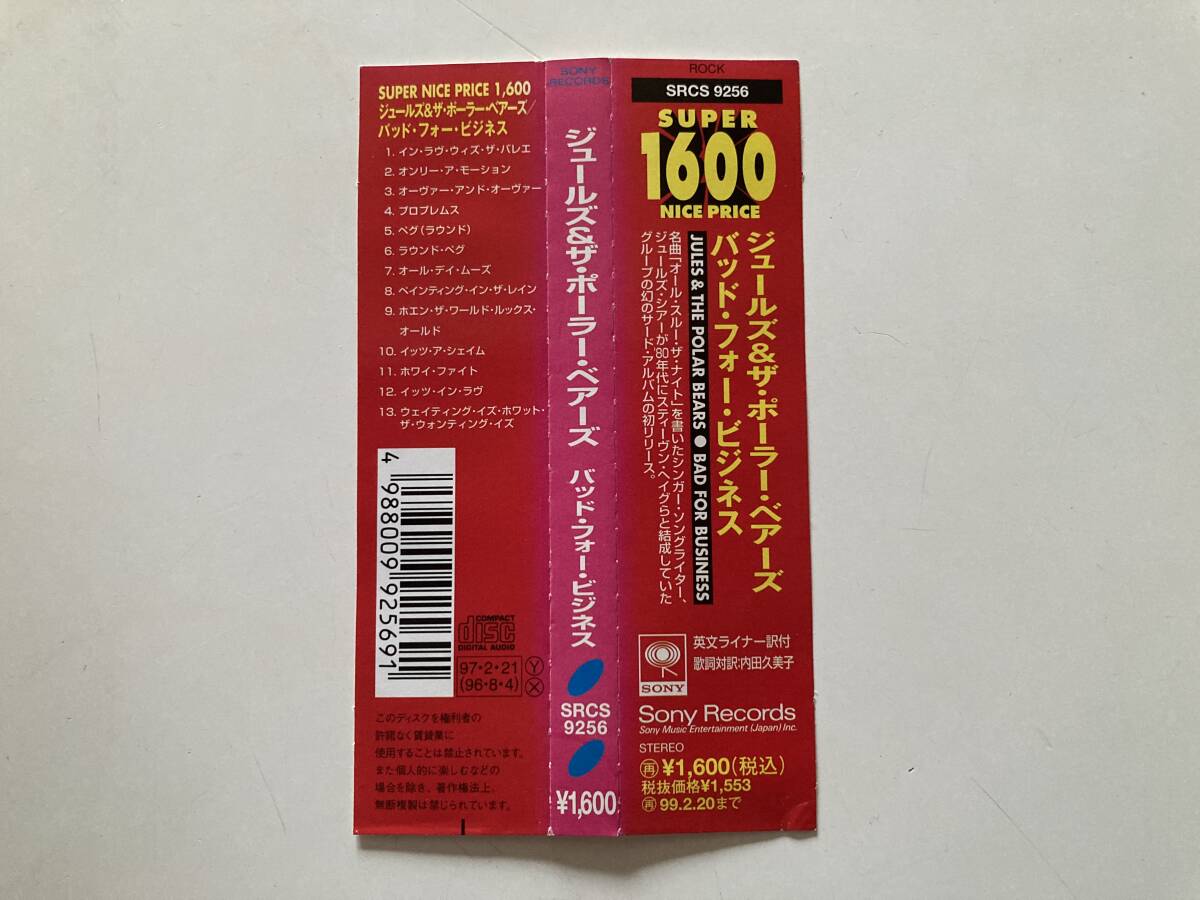 SUPER NICE PRICE 1,600
ジュールズ&ザ・ポーラー・ベアーズ/
バッド・フォー・ビジネス
1. イン・ラヴ・ウィズ・ザ・バレエ
2. オンリー・ア・モーション
3. オーヴァー・アンド・オーヴァー
4. プロブレムス
5. ペグ(ラウンド)
6. ラウンド・ペグ
7. オール・デイ・ムーズ
8. ペインティング・イン・ザ・レイン
9. ホエン・ザ・ワールド・ルックス・
オールド
10. イッツ・ア・シェイム
11. ホワイ・ファイト
12. イッツ・イン・ラヴ
13. ウェイティング・イズ・ホワット・
ザ・ウォンティング・イズ
4 988009 925691
COMPACT
disc
DIGITAL AUDIO
97・2・21
(96・8・4)
Y
X
このディスクを権利者の
許諾なく賃貸業に
使用することは禁止されています。
また個人的に楽しむなどの
場合を除き、著作権法上、
無断複製は禁じられています。
SONY
RECORDS
ジュールズ&ザ・ポーラー・ベアーズ バッド・フォー・ビジネス
SRCS
9256
¥1,600
ROCK
SRCS 9256
SUPER
1600
NICE PRICE
ジュールズ&ザ・ポーラー・ベアーズ
バッド・フォー・ビジネス
JULES & THE POLAR BEARS ● BAD FOR BUSINESS
名曲「オール・スルー・ザ・ナイト」を書いたシンガー・ソングライター、
ジュールズ・シアーが'80年代にスティーヴン・ヘイグらと結成していた
グループの幻のサード・アルバムの初リリース。
SONY
英文ライナー訳付
歌詞対訳:内田久美子
Sony Records
Sony Music Entertainment (Japan) Inc.
STEREO
再 ¥1,600(税込)
税抜価格¥1,553
再 99.2.20まで